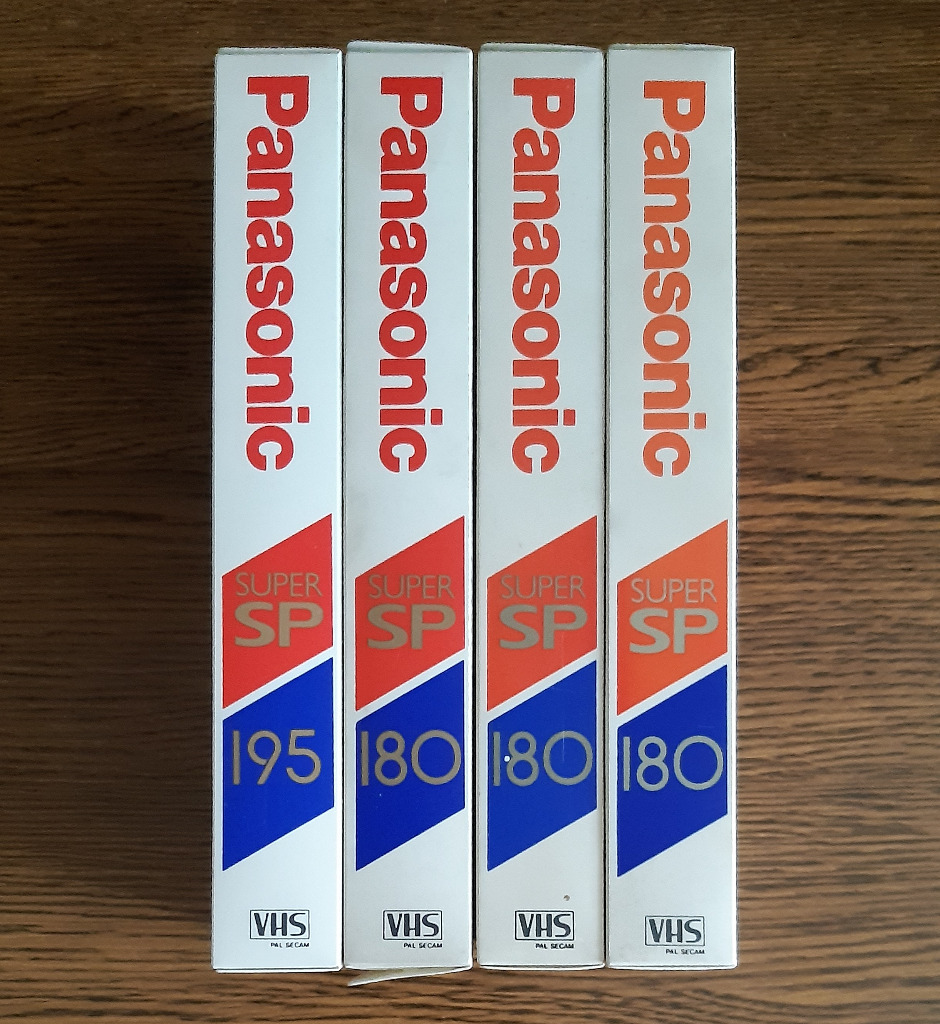 Panasonic
SUPER
SP
195
VHS
PAL SECAM
Panasonic
SUPER
SP
180
VHS
PAL SECAM
Panasonic
SUPER
SP
180
VHS
PAL SECAM
Panasonic
SUPER
SP
180
VHS
PAL SECAM